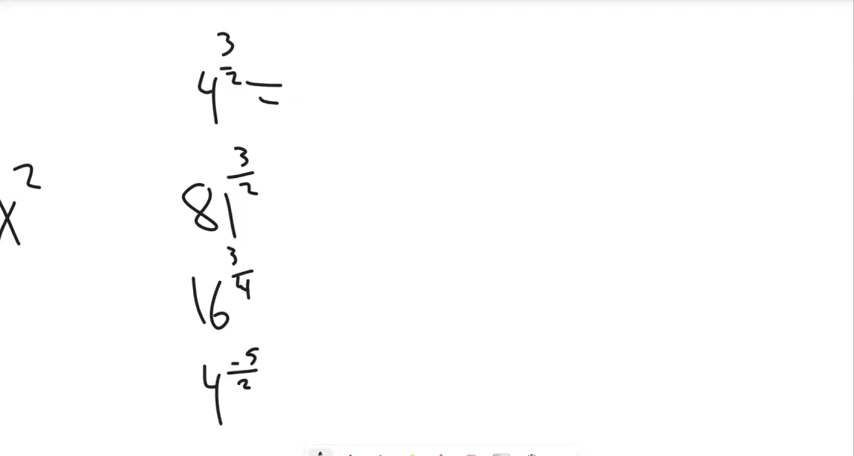 4^(3/2) =
x^2
81^(3/2)
16^(3/4)
4^(-5/2)